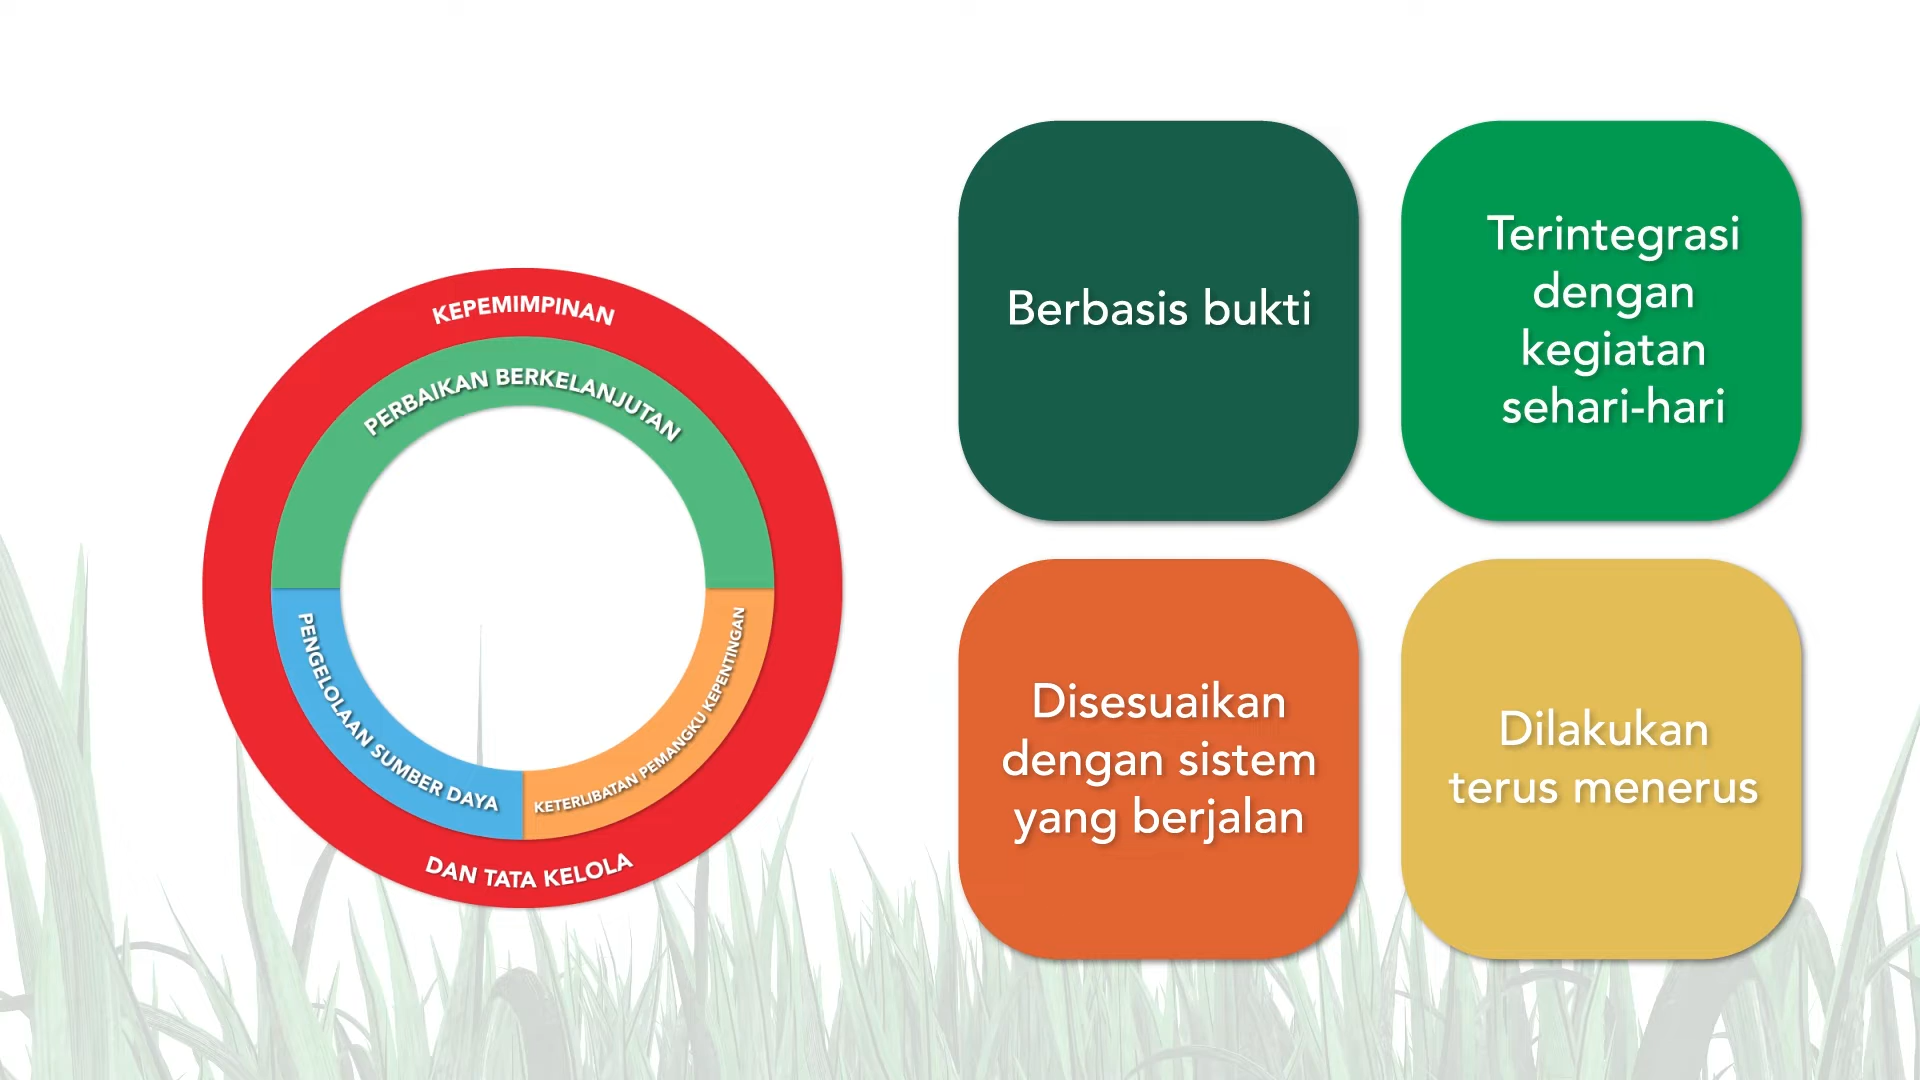 KEPEMIMPINAN
PERBAIKAN BERKELANJUTAN
PENGELOLAAN SUMBER DAYA
KETERLIBATAN PEMANGKU KEPENTINGAN
DAN TATA KELOLA
Berbasis bukti
Terintegrasi
dengan
kegiatan
sehari-hari
Disesuaikan
dengan sistem
yang berjalan
Dilakukan
terus menerus